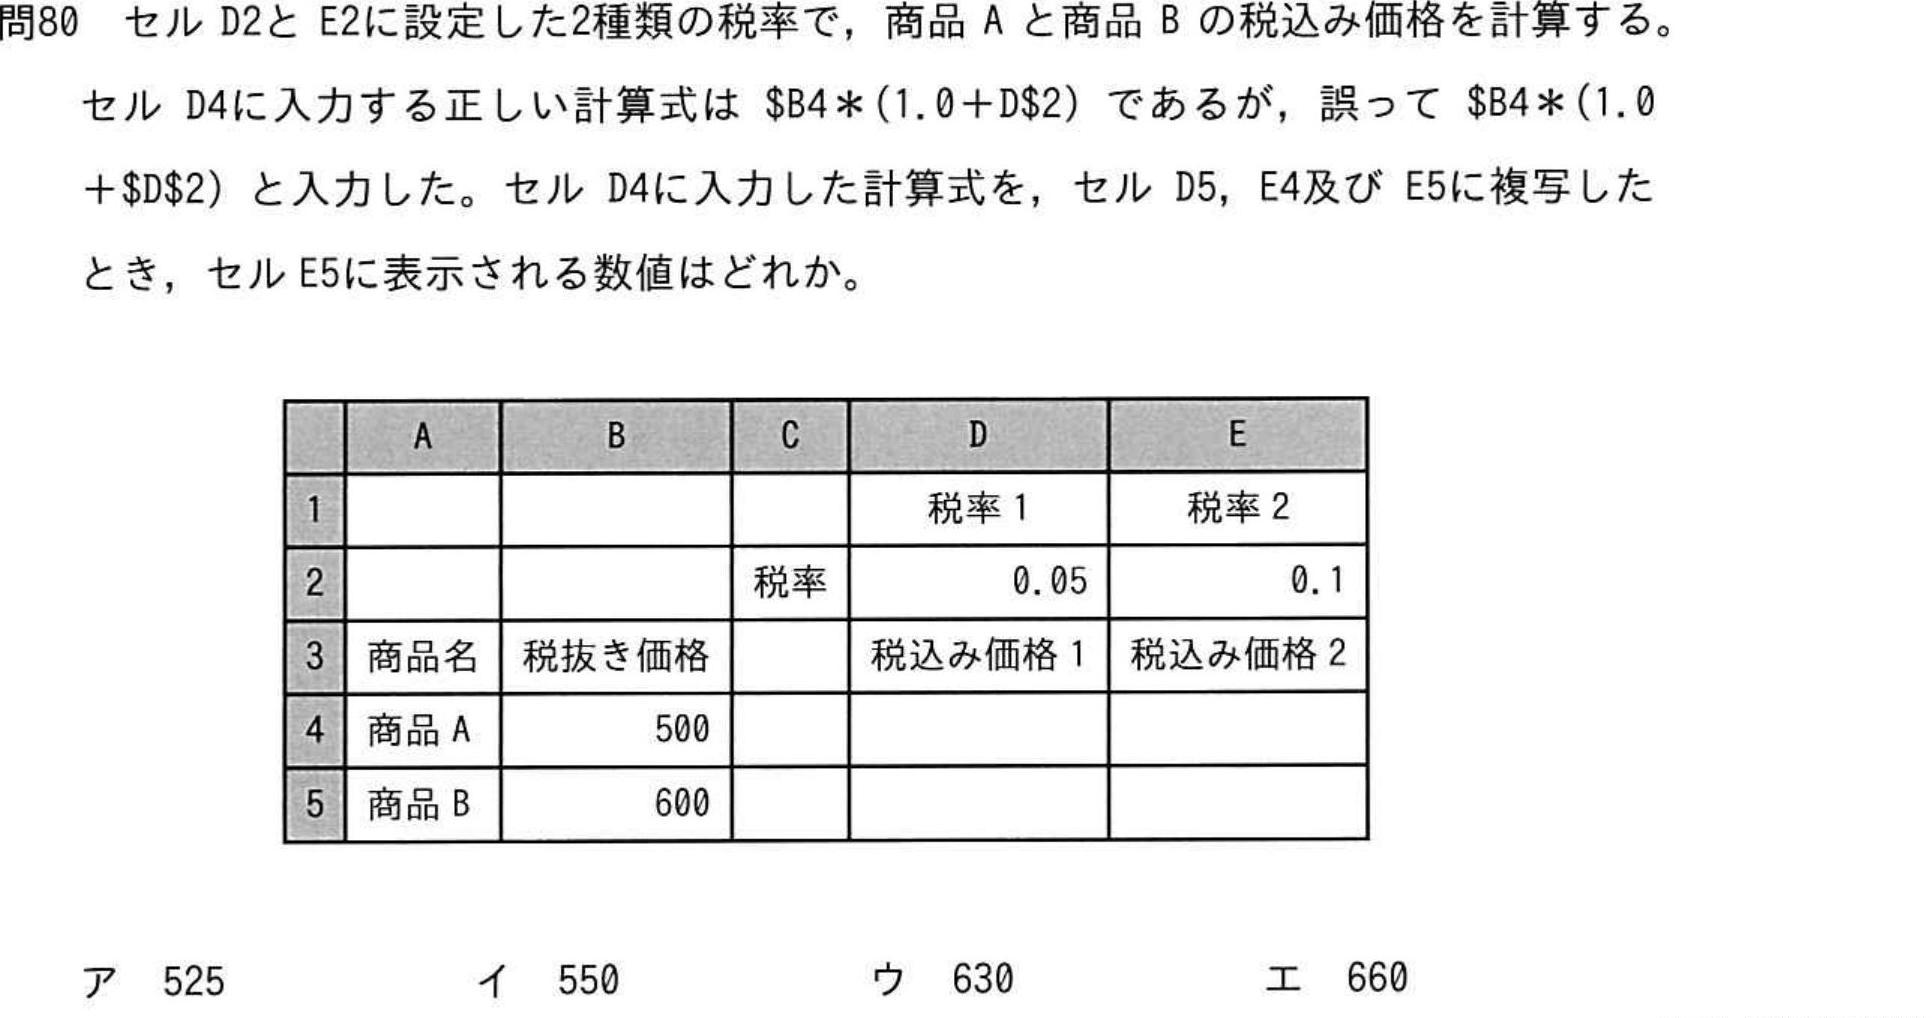 問80 セル D2と E2に設定した2種類の税率で，商品 A と商品 B の税込み価格を計算する。
セル D4に入力する正しい計算式は $B4＊(1.0＋D$2) であるが，誤って $B4＊(1.0
＋$D$2) と入力した。セル D4に入力した計算式を，セル D5，E4及び E5に複写した
とき，セル E5に表示される数値はどれか。
A B C D E
1 税率 1 税率 2
2 税率 0.05 0.1
3 商品名 税抜き価格 税込み価格 1 税込み価格 2
4 商品 A 500
5 商品 B 600
ア 525 イ 550 ウ 630 エ 660